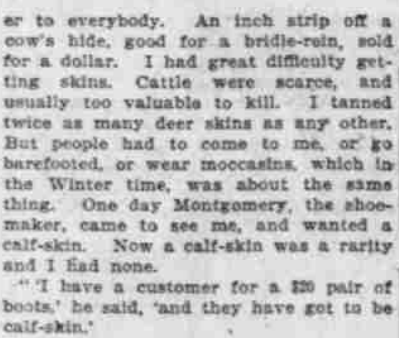 er to everybody. An inch strip off a
cow's hide, good for a bridle-rein, sold
for a dollar. I had great difficulty get-
ting skins. Cattle were scarce, and
usually too valuable to kill. I tanned
twice as many deer skins as any other.
But people had to come to me, or go
barefooted, or wear moccasins, which in
the Winter time, was about the same
thing. One day Montgomery, the shoe-
maker, came to see me, and wanted a
calf-skin. Now a calf-skin was a rarity
and I had none.
" 'I have a customer for a $20 pair of
boots,' he said, 'and they have got to be
calf-skin.'